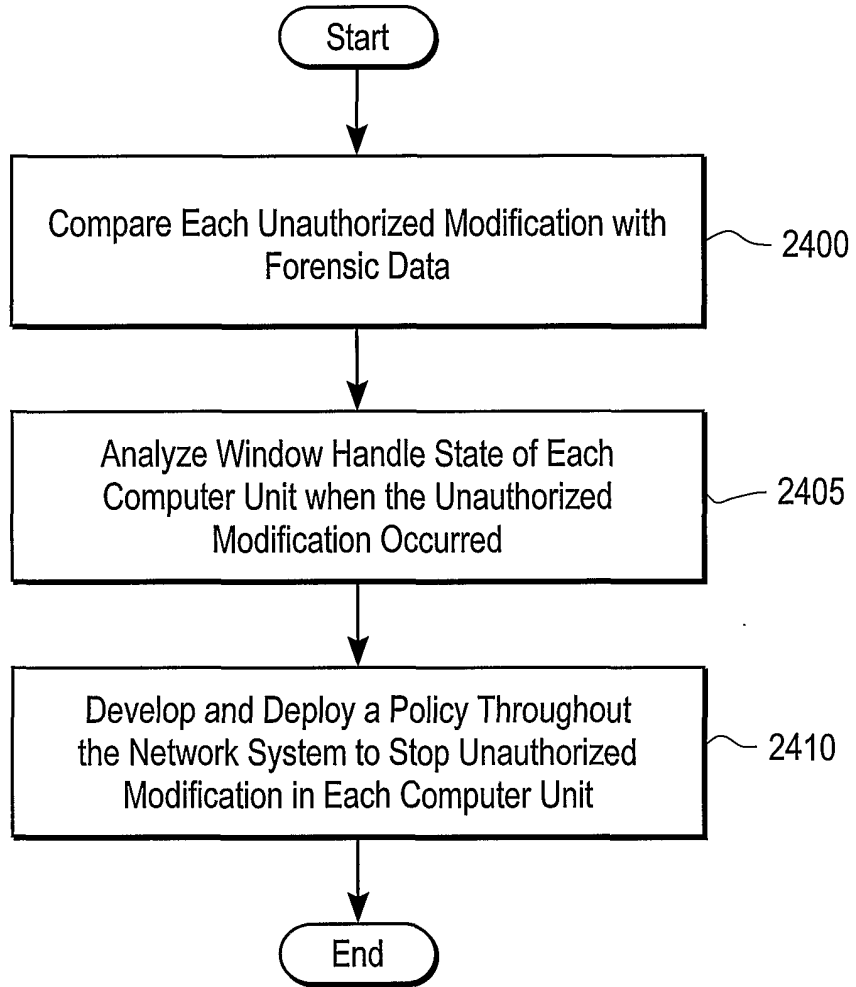 Start
Compare Each Unauthorized Modification with
Forensic Data
2400
Analyze Window Handle State of Each
Computer Unit when the Unauthorized
Modification Occurred
2405
Develop and Deploy a Policy Throughout
the Network System to Stop Unauthorized
Modification in Each Computer Unit
2410
End